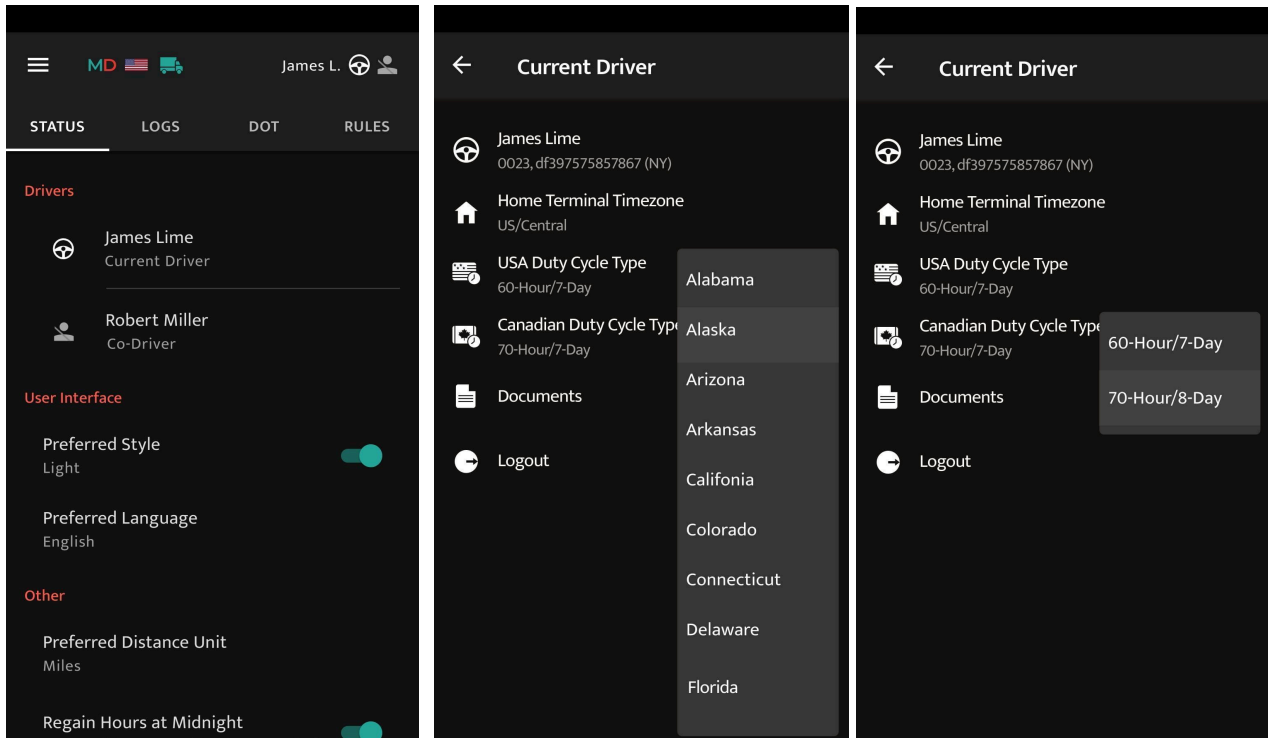 MD
James L.
STATUS
LOGS
DOT
RULES
Drivers
James Lime
Current Driver
Robert Miller
Co-Driver
User Interface
Preferred Style
Light
Preferred Language
English
Other
Preferred Distance Unit
Miles
Regain Hours at Midnight
Current Driver
James Lime
0023, df397575857867 (NY)
Home Terminal Timezone
US/Central
USA Duty Cycle Type
60-Hour/7-Day
Canadian Duty Cycle Type
70-Hour/7-Day
Documents
Logout
Alabama
Alaska
Arizona
Arkansas
Califonia
Colorado
Connecticut
Delaware
Florida
Current Driver
James Lime
0023, df397575857867 (NY)
Home Terminal Timezone
US/Central
USA Duty Cycle Type
60-Hour/7-Day
Canadian Duty Cycle Type
70-Hour/7-Day
Documents
Logout
60-Hour/7-Day
70-Hour/8-Day